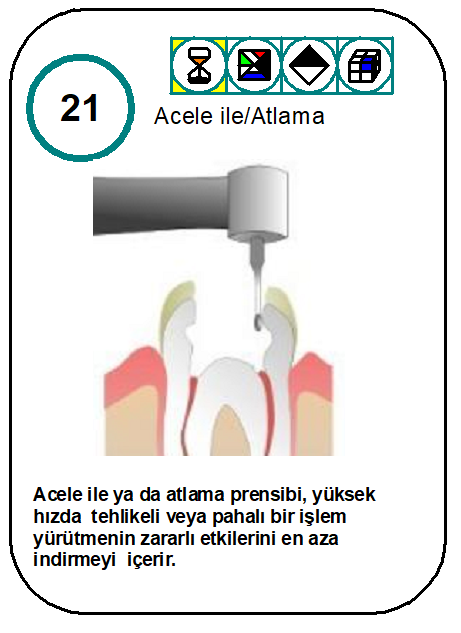 21
Acele ile/Atlama
Acele ile ya da atlama prensibi, yüksek
hızda  tehlikeli veya pahalı bir işlem
yürütmenin zararlı etkilerini en aza
indirmeyi  içerir.